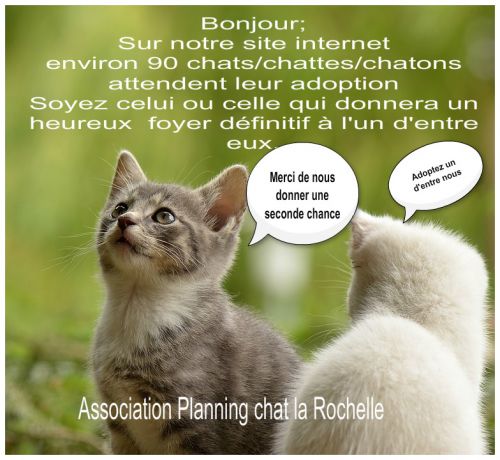 Bonjour;
Sur notre site internet
environ 90 chats/chattes/chatons
attendent leur adoption
Soyez celui ou celle qui donnera un
heureux foyer définitif à l'un d'entre
eux.
Merci de nous
donner une
seconde chance
Adoptez un
d'entre nous
Association Planning chat la Rochelle